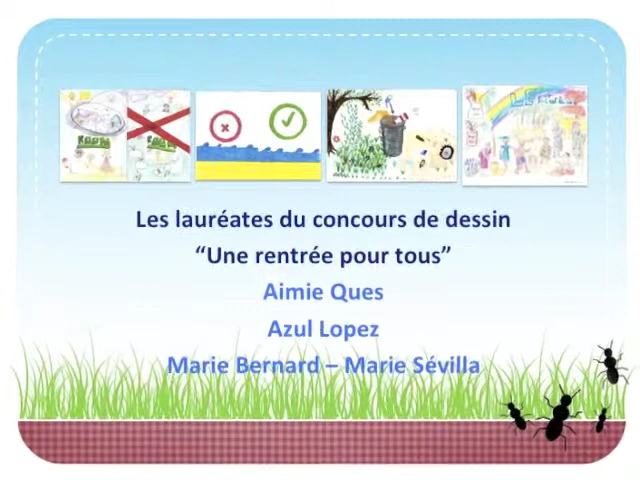 Les lauréates du concours de dessin
“Une rentrée pour tous”
Aimie Ques
Azul Lopez
Marie Bernard – Marie Sévilla